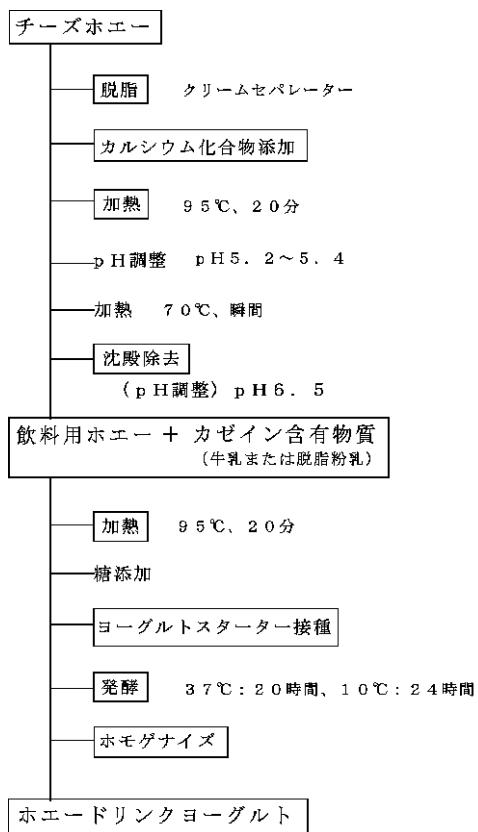 チーズホエー
脱脂 クリームセパレーター
カルシウム化合物添加
加熱 95℃、20分
pH調整 pH5.2～5.4
加熱 70℃、瞬間
沈殿除去
(pH調整) pH6.5
飲料用ホエー + カゼイン含有物質
(牛乳または脱脂粉乳)
加熱 95℃、20分
糖添加
ヨーグルトスターター接種
発酵 37℃:20時間、10℃:24時間
ホモゲナイズ
ホエードリンクヨーグルト